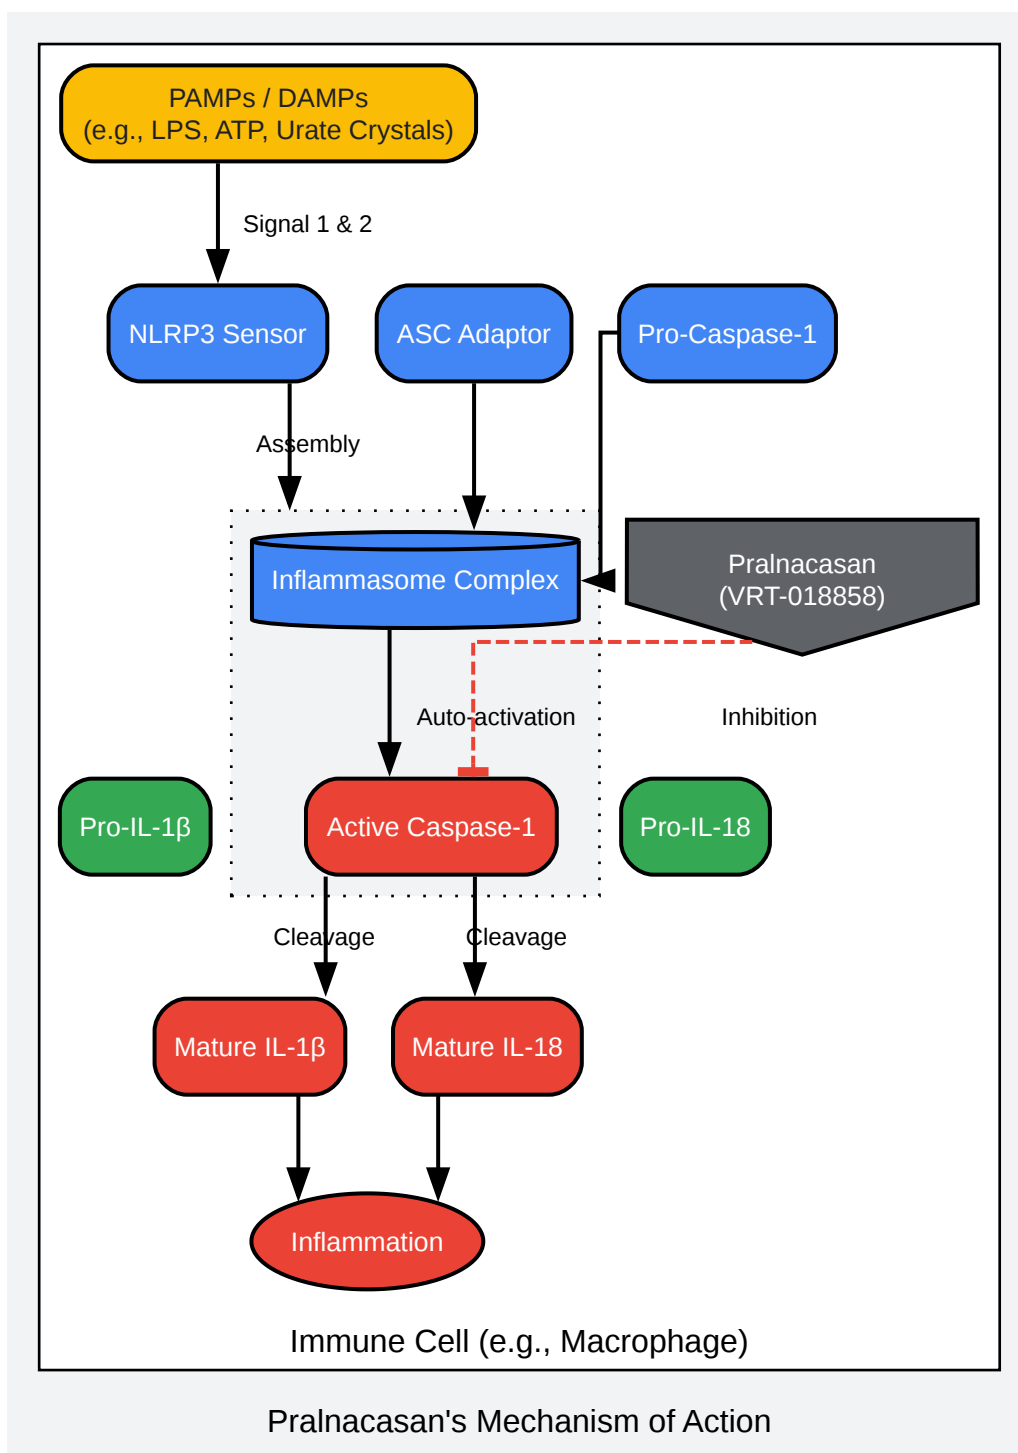 PAMPs / DAMPs
(e.g., LPS, ATP, Urate Crystals)
Signal 1 & 2
NLRP3 Sensor
ASC Adaptor
Pro-Caspase-1
Assembly
Inflammasome Complex
Pralnacasan
(VRT-018858)
Auto-activation
Inhibition
Pro-IL-1β
Active Caspase-1
Pro-IL-18
Cleavage
Cleavage
Mature IL-1β
Mature IL-18
Inflammation
Immune Cell (e.g., Macrophage)
Pralnacasan's Mechanism of Action